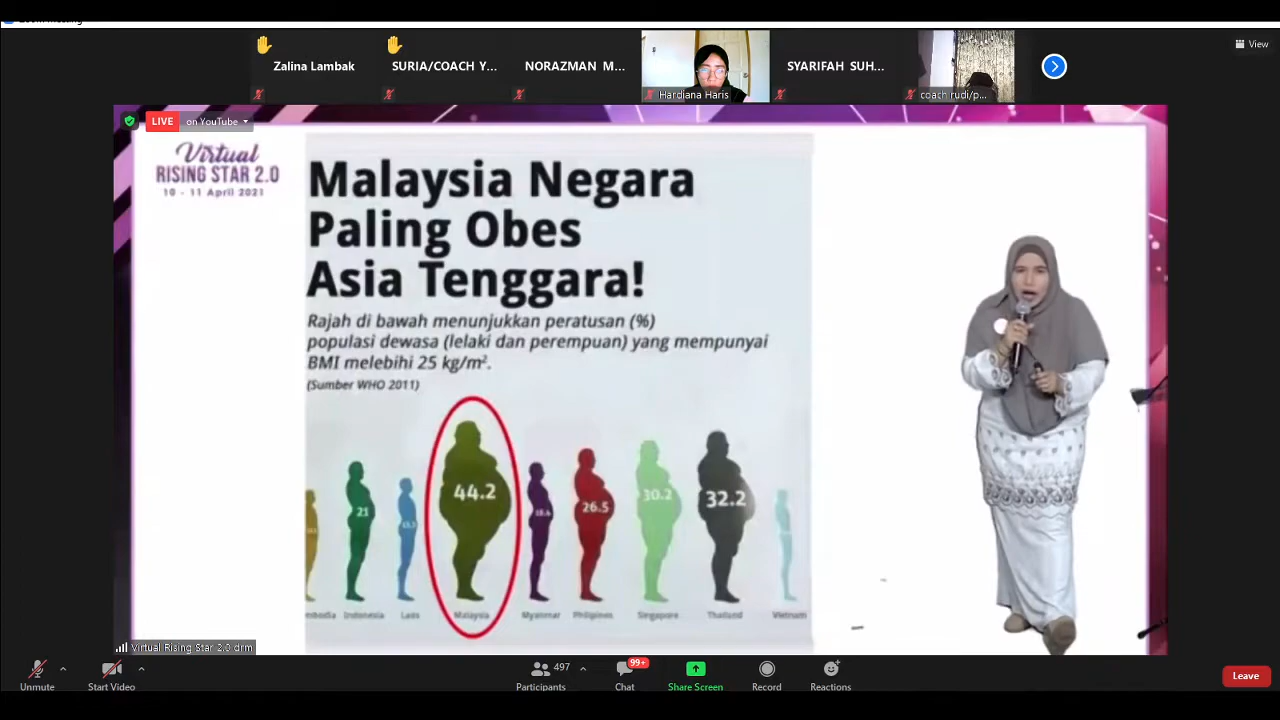 Zoom Meeting
View
Zalina Lambak
SURIA/COACH Y...
NORAZMAN M...
Hardiana Haris
SYARIFAH SUH...
coach rudi/p...
LIVE on YouTube
Virtual
RISING STAR 2.0
10 - 11 April 2021
Malaysia Negara
Paling Obes
Asia Tenggara!
Rajah di bawah menunjukkan peratusan (%)
populasi dewasa (lelaki dan perempuan) yang mempunyai
BMI melebihi 25 kg/m².
(Sumber WHO 2011)
21 44.2 26.5 30.2 32.2
Indonesia Laos Malaysia Myanmar Philipines Singapore Thailand Vietnam
Virtual Rising Star 2.0 drm
Unmute
Start Video
497
Participants
99+
Chat
Share Screen
Record
Reactions
Leave